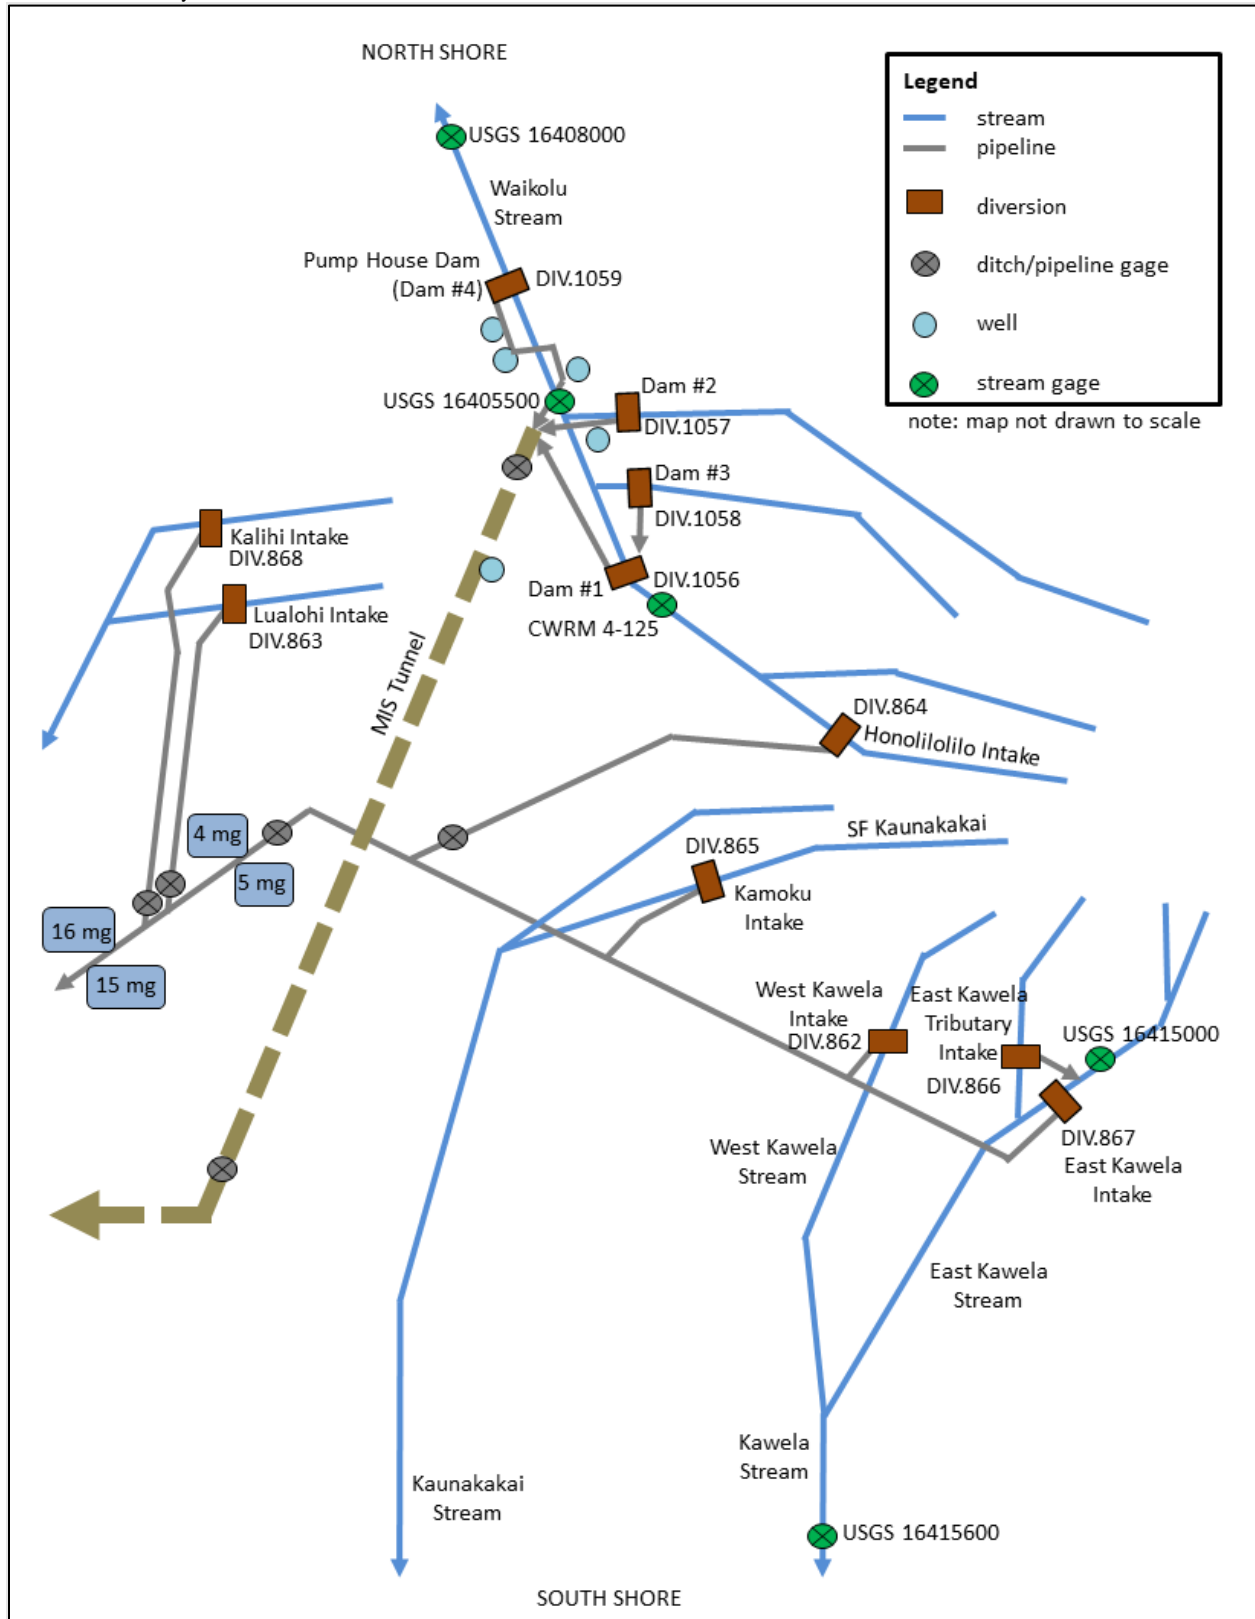 NORTH SHORE
Legend
stream
pipeline
diversion
ditch/pipeline gage
well
stream gage
note: map not drawn to scale
USGS 16408000
Waikolu
Stream
Pump House Dam
(Dam #4)
DIV.1059
USGS 16405500
Dam #2
DIV.1057
Dam #3
DIV.1058
Dam #1
DIV.1056
CWRM 4-125
Kalihi Intake
DIV.868
Lualohi Intake
DIV.863
MIS Tunnel
DIV.864
Honolilolilo Intake
4 mg
5 mg
16 mg
15 mg
SF Kaunakakai
DIV.865
Kamoku
Intake
West Kawela
Intake
DIV.862
East Kawela
Tributary
Intake
DIV.866
USGS 16415000
DIV.867
East Kawela
Intake
West Kawela
Stream
East Kawela
Stream
Kaunakakai
Stream
Kawela
Stream
USGS 16415600
SOUTH SHORE